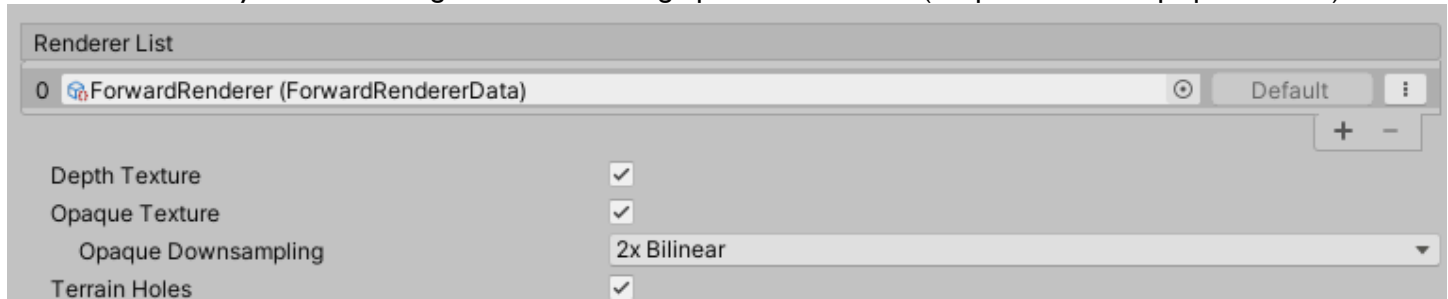 Renderer List
0 ForwardRenderer (ForwardRendererData) Default
Depth Texture
Opaque Texture
Opaque Downsampling 2x Bilinear
Terrain Holes